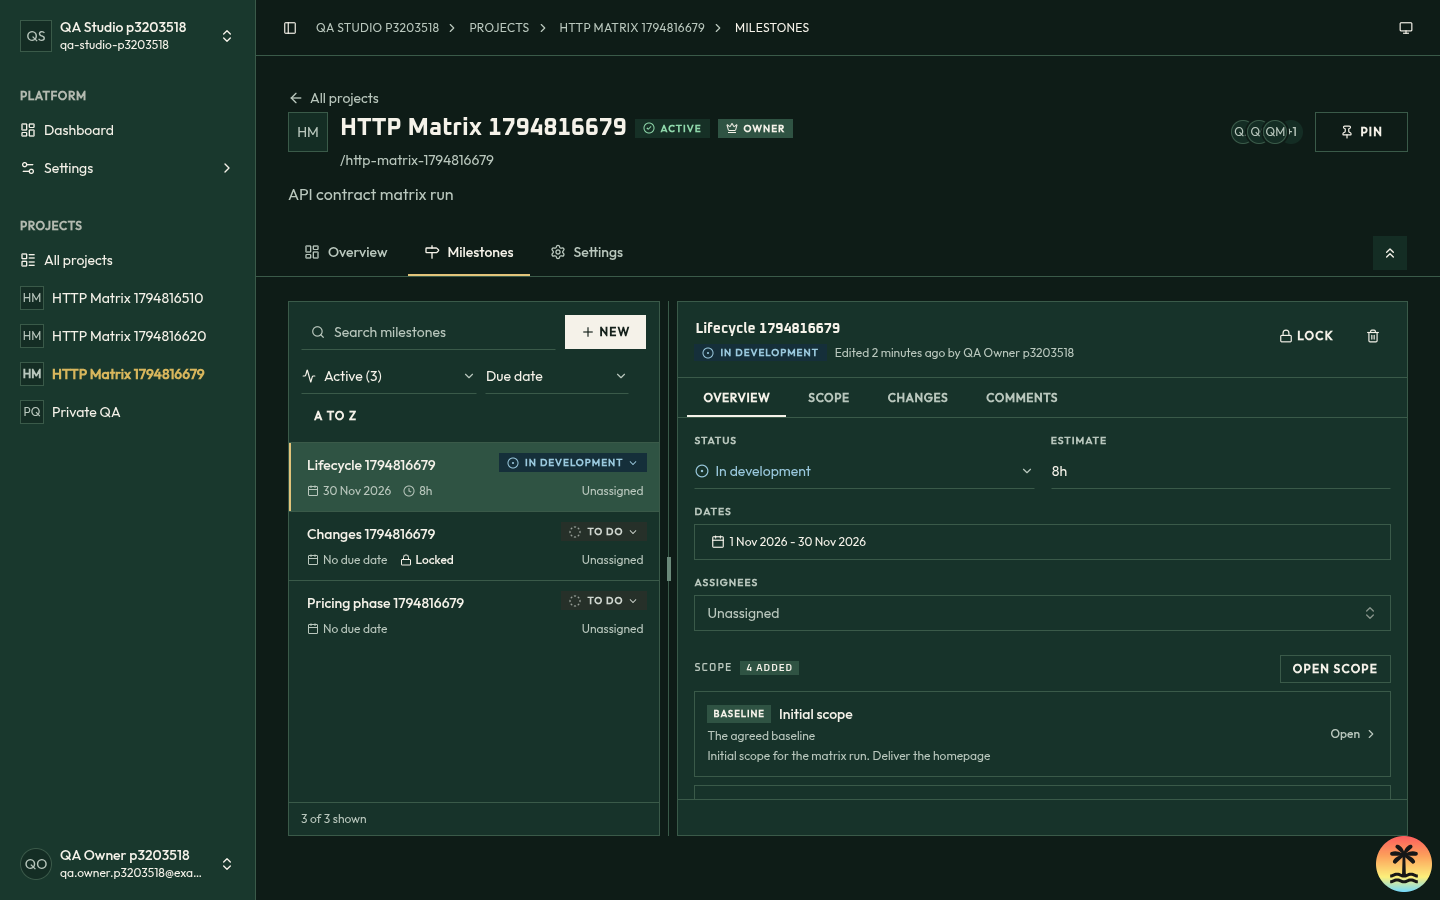 QS
QA Studio p3203518
qa-studio-p3203518
PLATFORM
Dashboard
Settings
PROJECTS
All projects
HM HTTP Matrix 1794816510
HM HTTP Matrix 1794816620
HM HTTP Matrix 1794816679
PQ Private QA
QO
QA Owner p3203518
qa.owner.p3203518@exa...
QA STUDIO P3203518 > PROJECTS > HTTP MATRIX 1794816679 > MILESTONES
All projects
HM
HTTP Matrix 1794816679 ACTIVE OWNER
/http-matrix-1794816679
Q Q QM +1
PIN
API contract matrix run
Overview Milestones Settings
Search milestones
NEW
Active (3) Due date
A TO Z
Lifecycle 1794816679 IN DEVELOPMENT
30 Nov 2026 8h Unassigned
Changes 1794816679 TO DO
No due date Locked Unassigned
Pricing phase 1794816679 TO DO
No due date Unassigned
3 of 3 shown
Lifecycle 1794816679
IN DEVELOPMENT Edited 2 minutes ago by QA Owner p3203518
LOCK
OVERVIEW SCOPE CHANGES COMMENTS
STATUS ESTIMATE
In development 8h
DATES
1 Nov 2026 - 30 Nov 2026
ASSIGNEES
Unassigned
SCOPE 4 ADDED OPEN SCOPE
BASELINE Initial scope
The agreed baseline
Open
Initial scope for the matrix run. Deliver the homepage